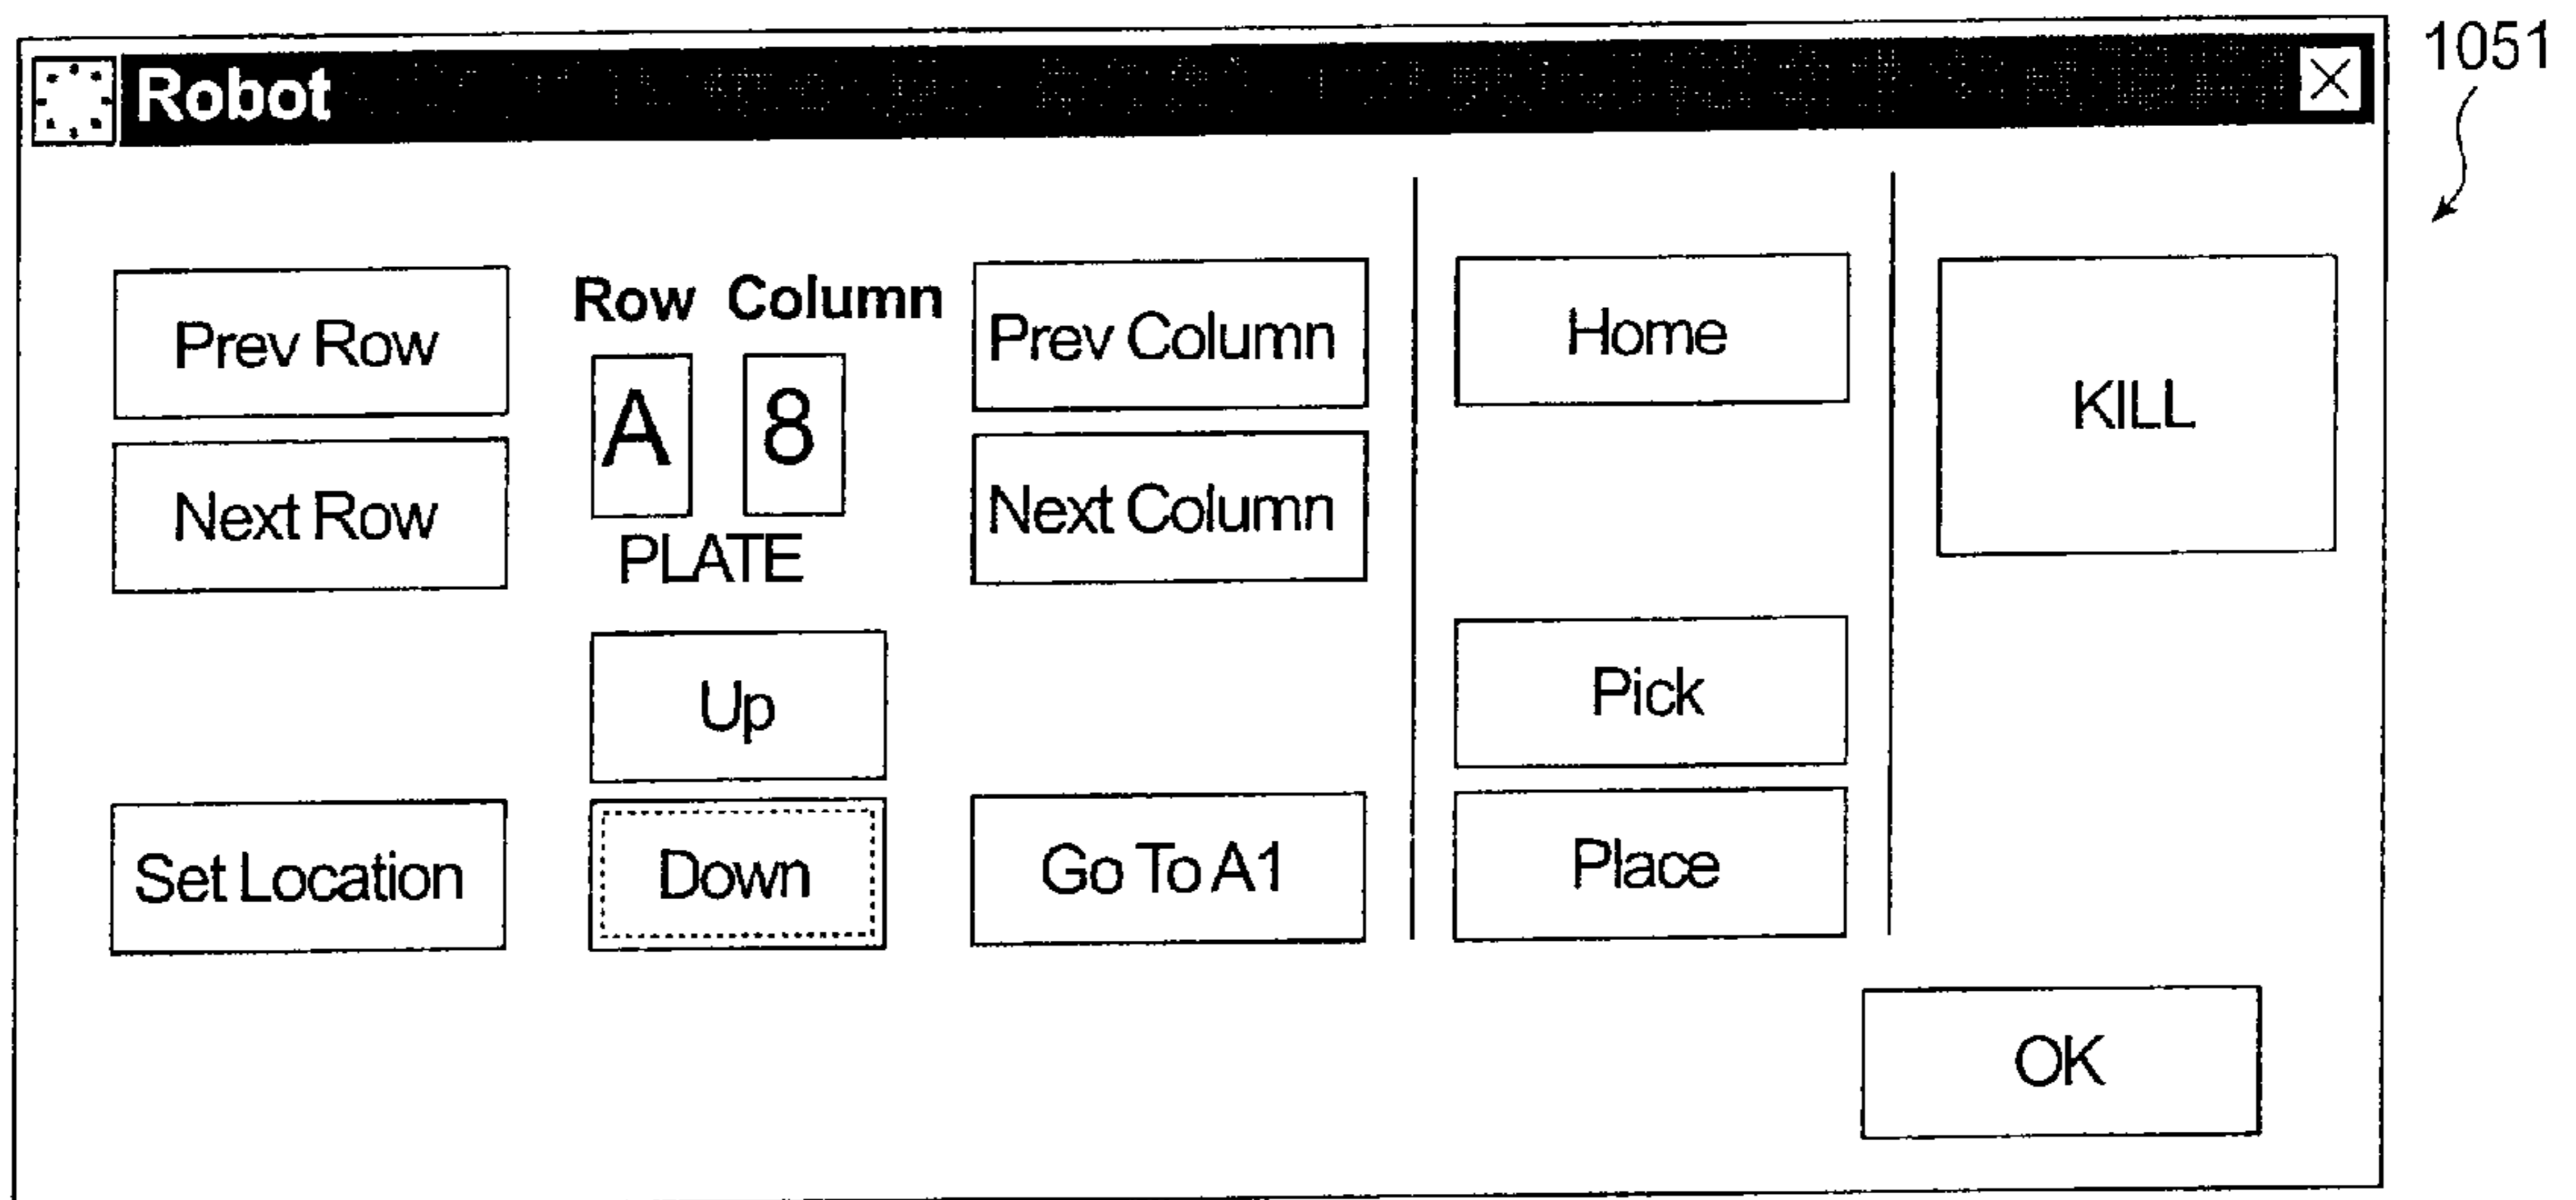 1051
Robot
Prev Row
Row Column
Prev Column
Home
KILL
A 8
Next Row
Next Column
PLATE
Up
Pick
Set Location
Down
Go To A1
Place
OK